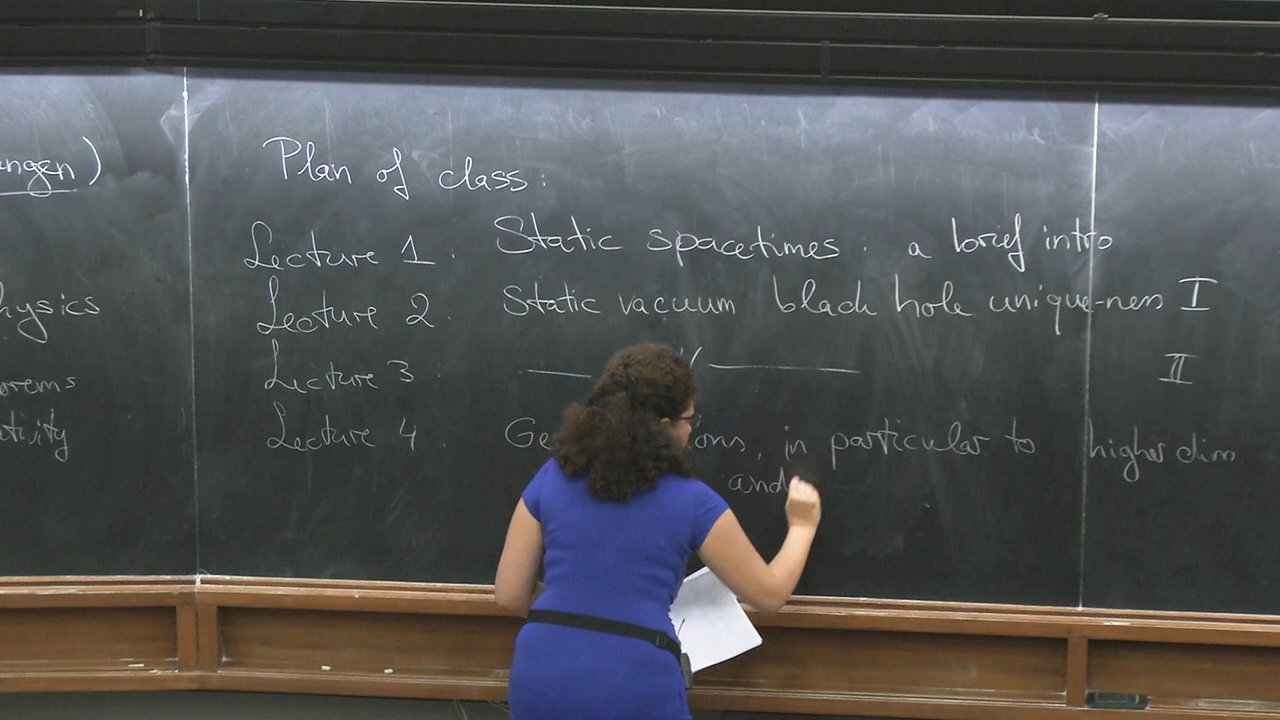 angen)
hysics
orems
ativity
Plan of class:
Lecture 1: Static spacetimes: a brief intro
Lecture 2: Static vacuum black hole unique-ness I
Lecture 3: —— " —— II
Lecture 4: Ge ons, in particular to higher dim
and